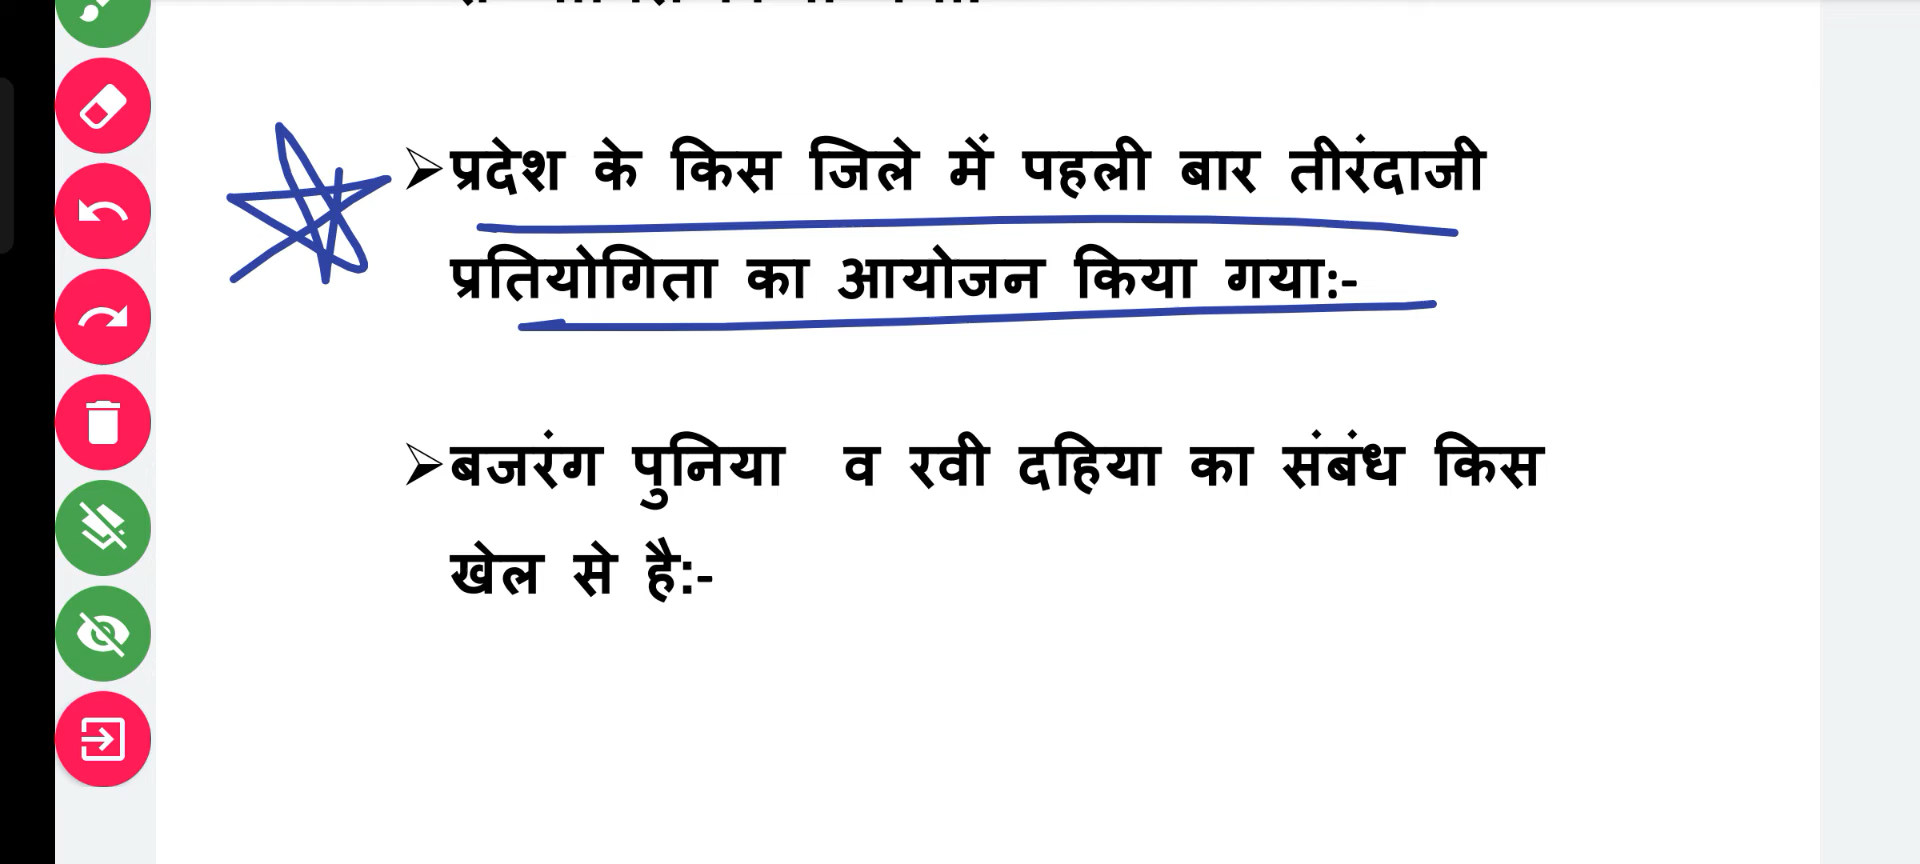 ➢प्रदेश के किस जिले में पहली बार तीरंदाजी
प्रतियोगिता का आयोजन किया गया:-
➢बजरंग पुनिया व रवी दहिया का संबंध किस
खेल से है:-